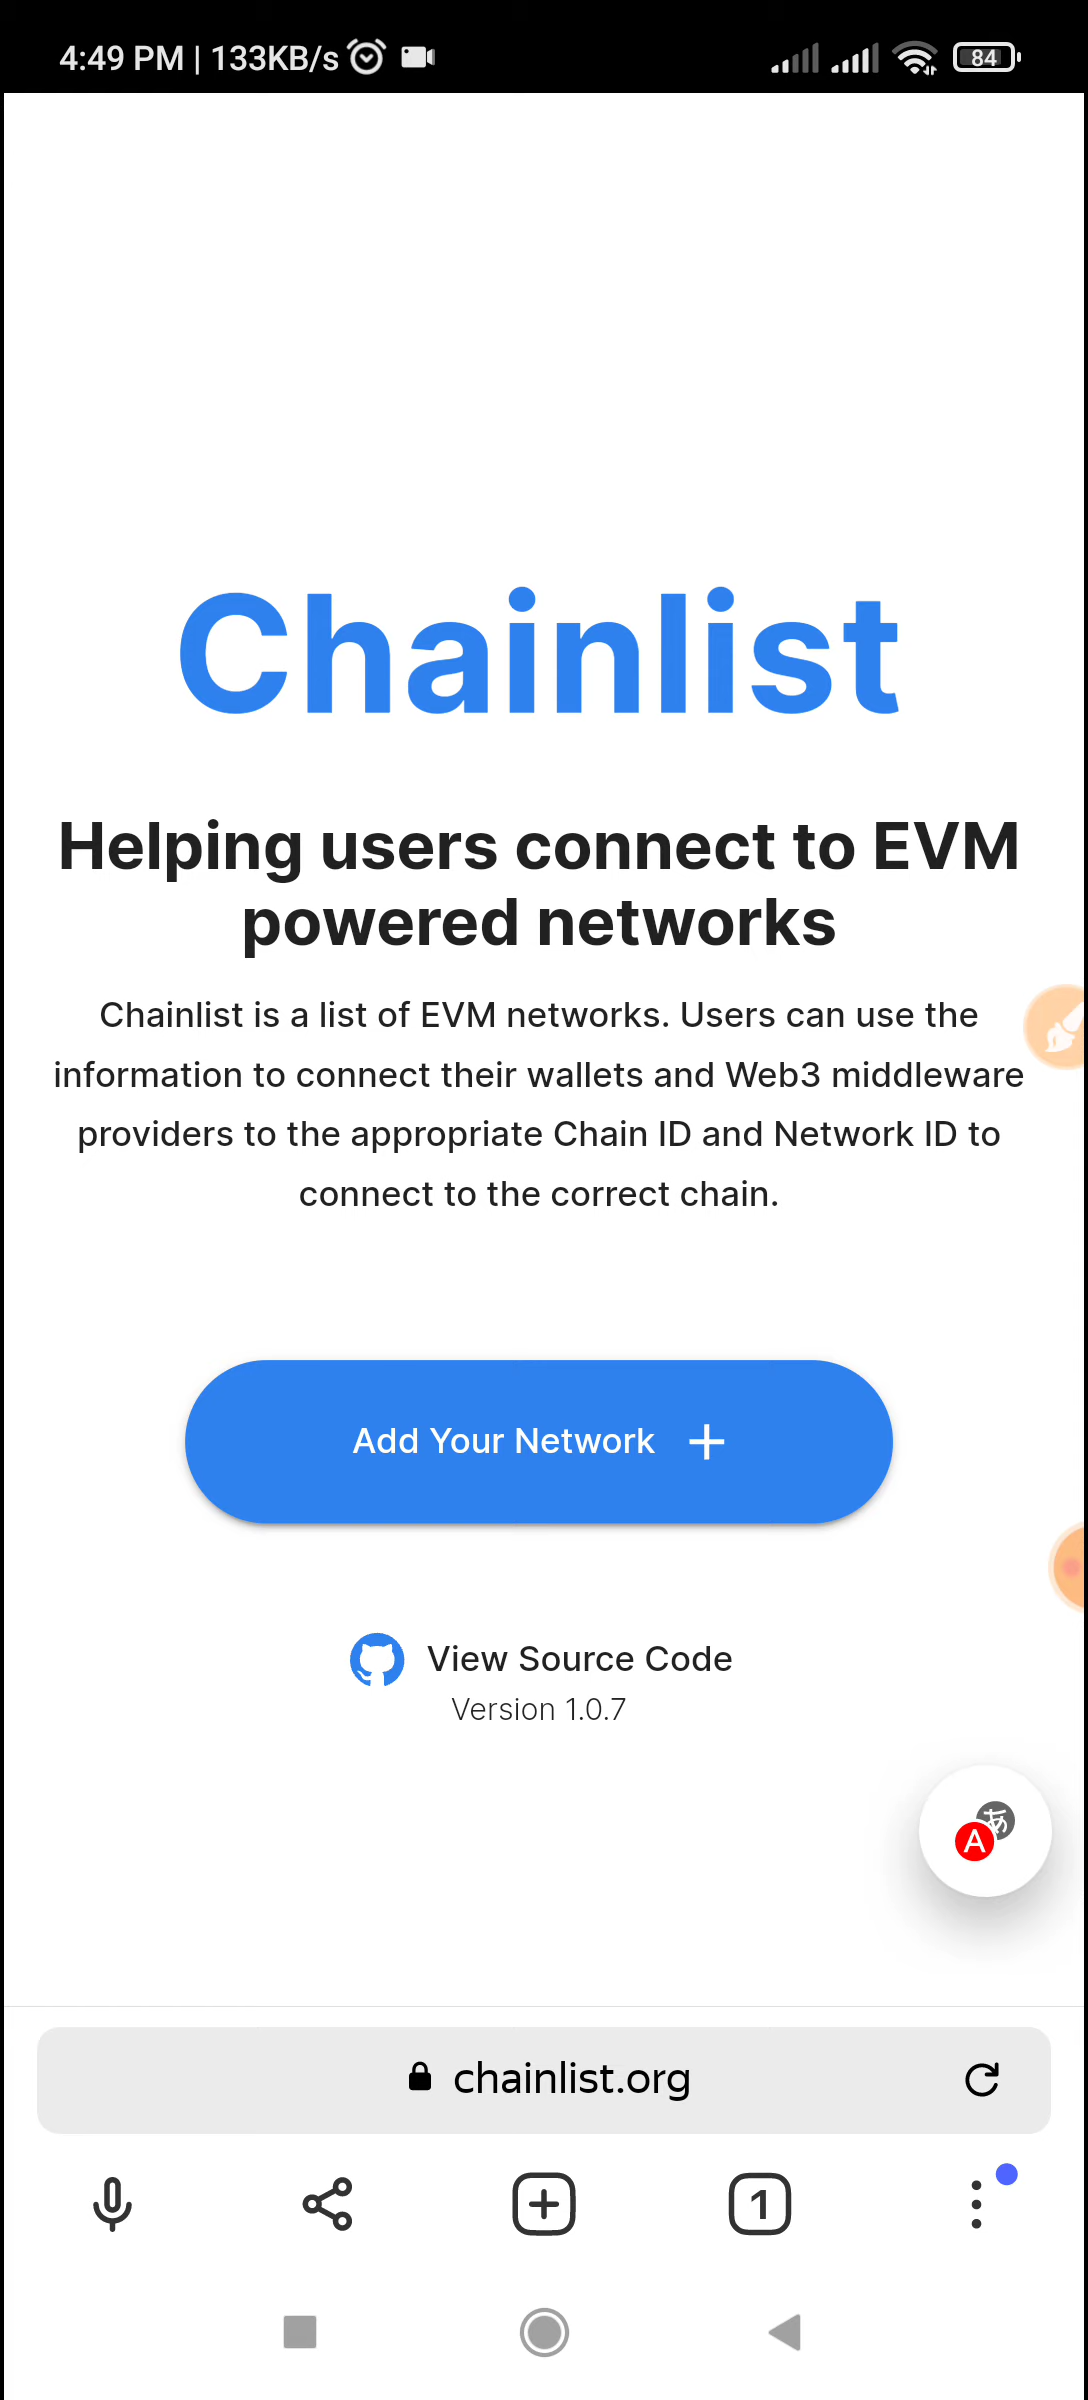 4:49 PM | 133KB/s
84
Chainlist
Helping users connect to EVM
powered networks
Chainlist is a list of EVM networks. Users can use the
information to connect their wallets and Web3 middleware
providers to the appropriate Chain ID and Network ID to
connect to the correct chain.
Add Your Network
View Source Code
Version 1.0.7
あ
A
chainlist.org
1